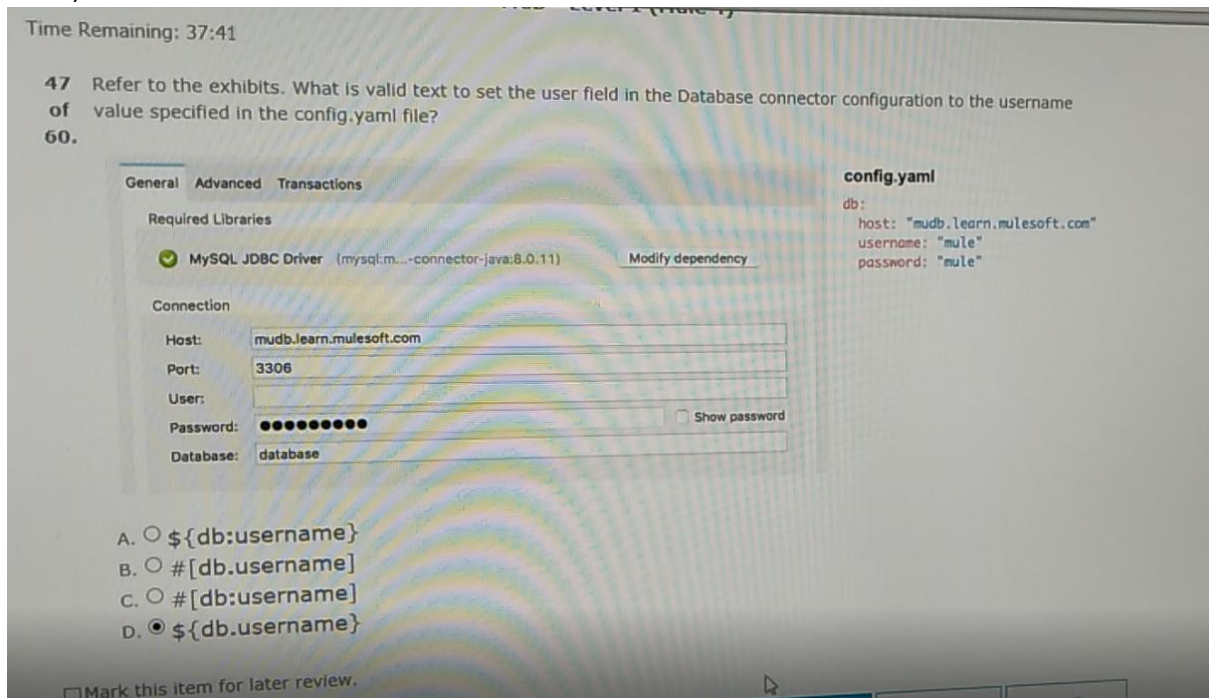 Time Remaining: 37:41
47 Refer to the exhibits. What is valid text to set the user field in the Database connector configuration to the username
of value specified in the config.yaml file?
60.
General Advanced Transactions
Required Libraries
MySQL JDBC Driver (mysql:m...-connector-java:8.0.11) Modify dependency
Connection
Host: mudb.learn.mulesoft.com
Port: 3306
User:
Password: ●●●●●●●●● Show password
Database: database
config.yaml
db:
host: "mudb.learn.mulesoft.com"
username: "mule"
password: "mule"
A. ${db:username}
B. #[db.username]
C. #[db:username]
D. ${db.username}
Mark this item for later review.